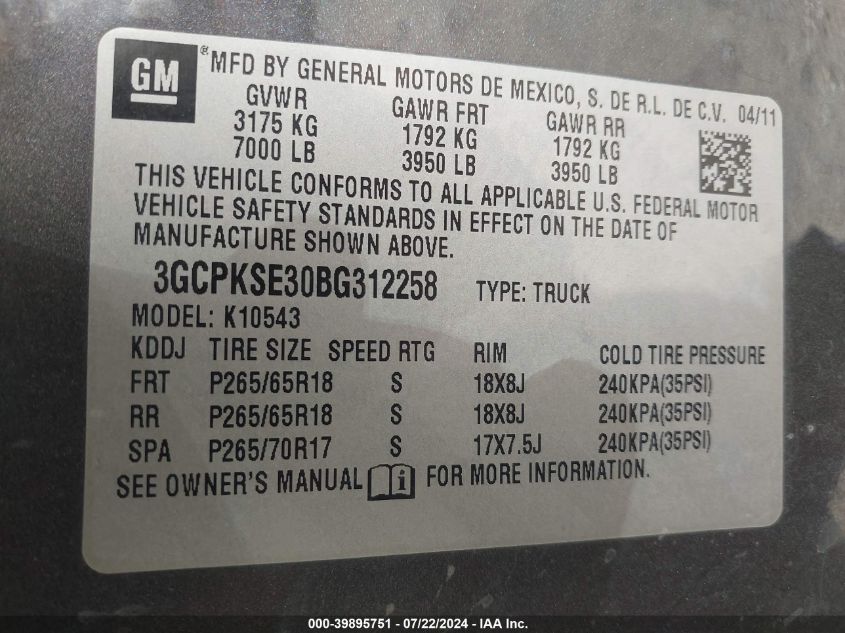 GM ® MFD BY GENERAL MOTORS DE MEXICO, S. DE R.L. DE C.V. 04/11
GVWR GAWR FRT GAWR RR
3175 KG 1792 KG 1792 KG
7000 LB 3950 LB 3950 LB
THIS VEHICLE CONFORMS TO ALL APPLICABLE U.S. FEDERAL MOTOR
VEHICLE SAFETY STANDARDS IN EFFECT ON THE DATE OF
MANUFACTURE SHOWN ABOVE.
3GCPKSE30BG312258 TYPE: TRUCK
MODEL: K10543
KDDJ TIRE SIZE SPEED RTG RIM COLD TIRE PRESSURE
FRT P265/65R18 S 18X8J 240KPA(35PSI)
RR P265/65R18 S 18X8J 240KPA(35PSI)
SPA P265/70R17 S 17X7.5J 240KPA(35PSI)
SEE OWNER'S MANUAL i FOR MORE INFORMATION.
000-39895751 / 07/22/2024 - IAA Inc.